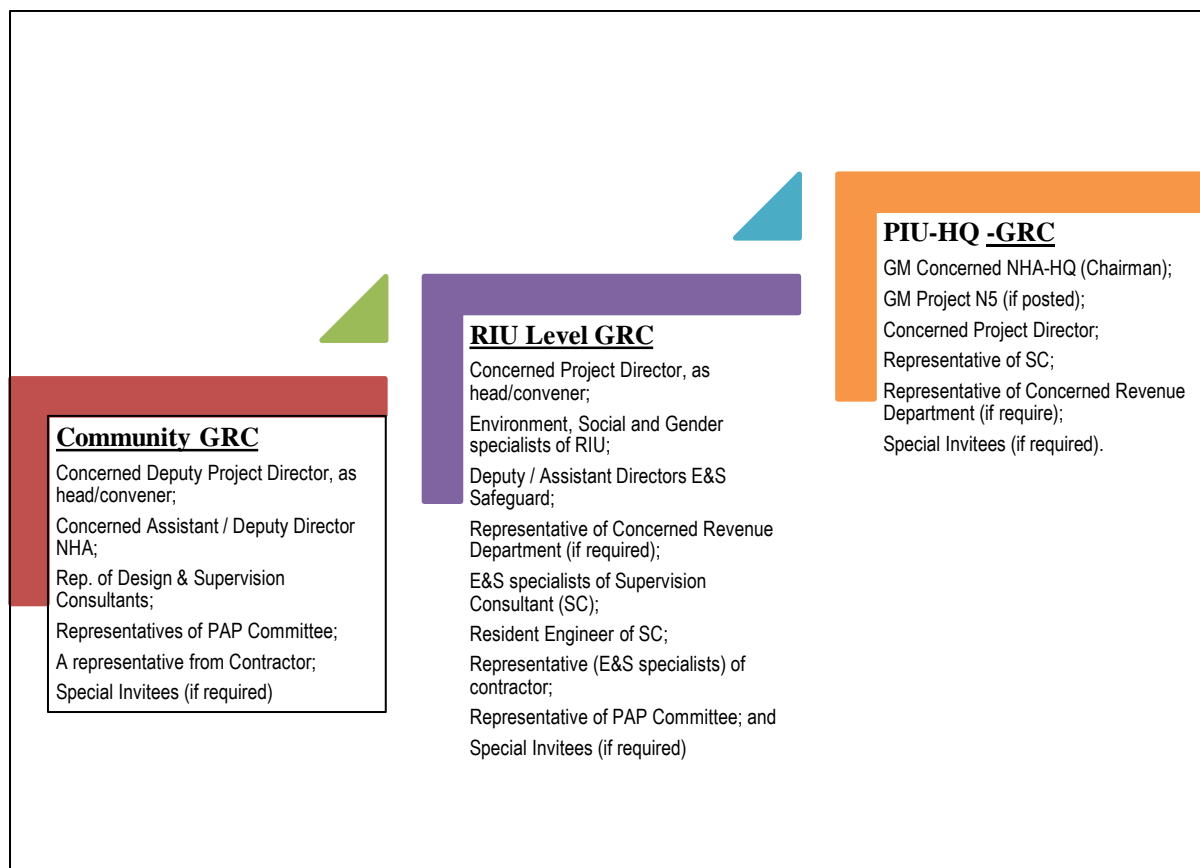 Community GRC
Concerned Deputy Project Director, as
head/convener;
Concerned Assistant / Deputy Director
NHA;
Rep. of Design & Supervision
Consultants;
Representatives of PAP Committee;
A representative from Contractor;
Special Invitees (if required)
RIU Level GRC
Concerned Project Director, as
head/convener;
Environment, Social and Gender
specialists of RIU;
Deputy / Assistant Directors E&S
Safeguard;
Representative of Concerned Revenue
Department (if required);
E&S specialists of Supervision
Consultant (SC);
Resident Engineer of SC;
Representative (E&S specialists) of
contractor;
Representative of PAP Committee; and
Special Invitees (if required)
PIU-HQ -GRC
GM Concerned NHA-HQ (Chairman);
GM Project N5 (if posted);
Concerned Project Director;
Representative of SC;
Representative of Concerned Revenue
Department (if require);
Special Invitees (if required).